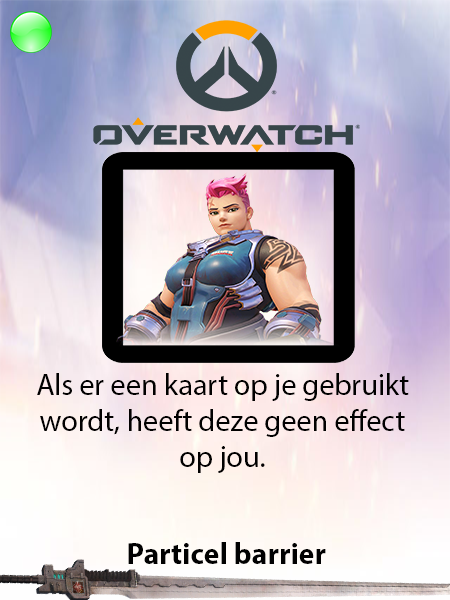 OVERWATCH
Als er een kaart op je gebruikt
wordt, heeft deze geen effect
op jou.
Particel barrier